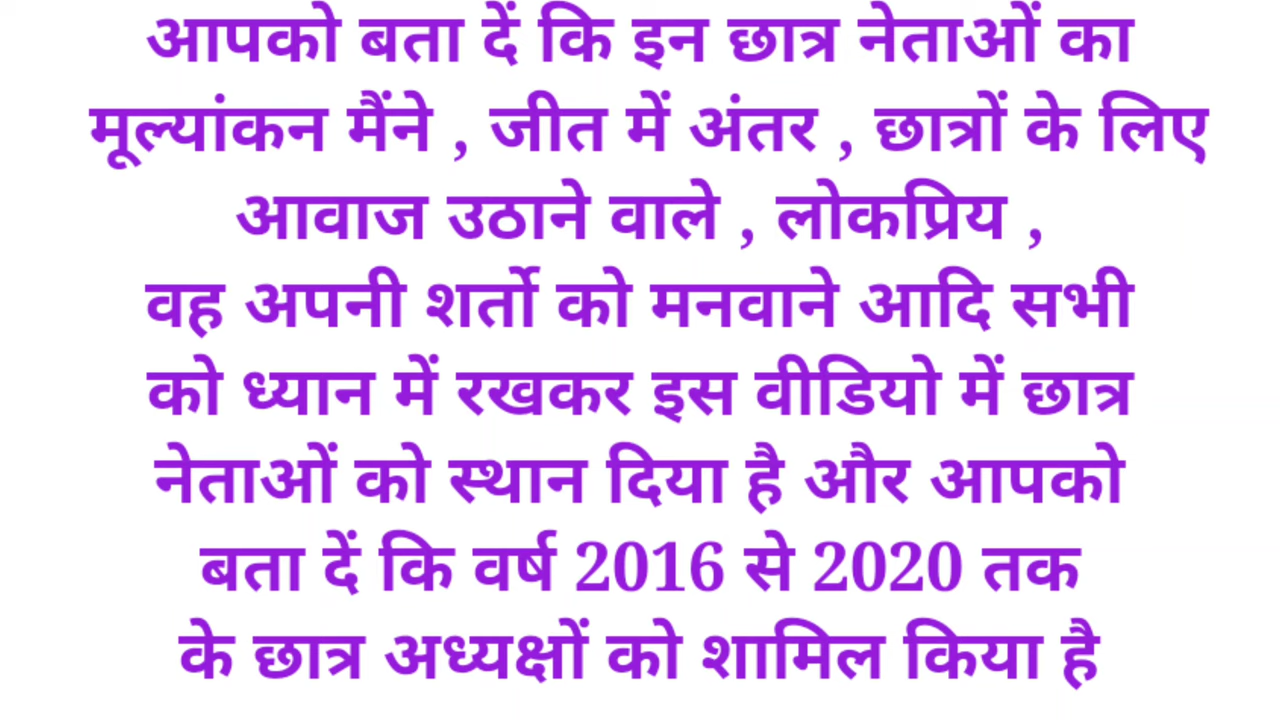 आपको बता दें कि इन छात्र नेताओं का
मूल्यांकन मैंने , जीत में अंतर , छात्रों के लिए
आवाज उठाने वाले , लोकप्रिय ,
वह अपनी शर्तो को मनवाने आदि सभी
को ध्यान में रखकर इस वीडियो में छात्र
नेताओं को स्थान दिया है और आपको
बता दें कि वर्ष 2016 से 2020 तक
के छात्र अध्यक्षों को शामिल किया है